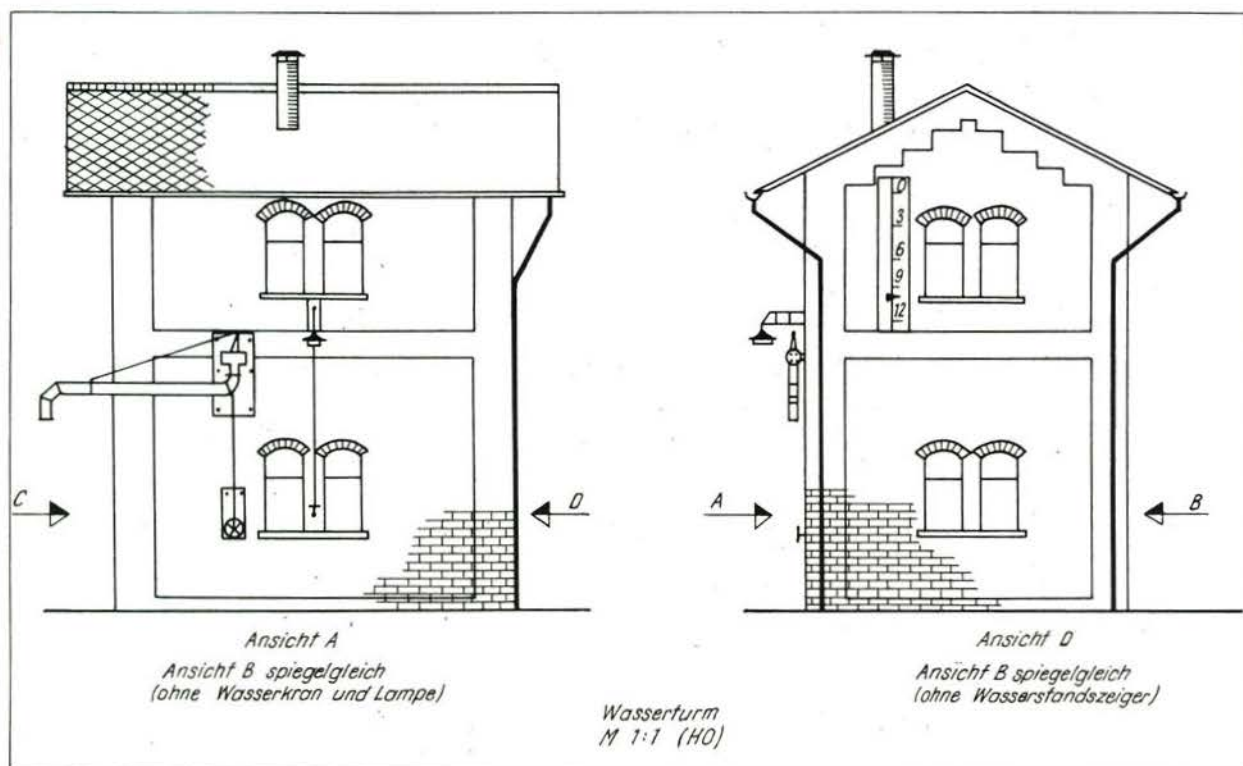 0
3
6
9
12
C
D
A
B
Ansicht A
Ansicht B spiegelgleich
(ohne Wasserkran und Lampe)
Ansicht D
Ansicht B spiegelgleich
(ohne Wasserstandszeiger)
Wasserturm
M 1:1 (HO)